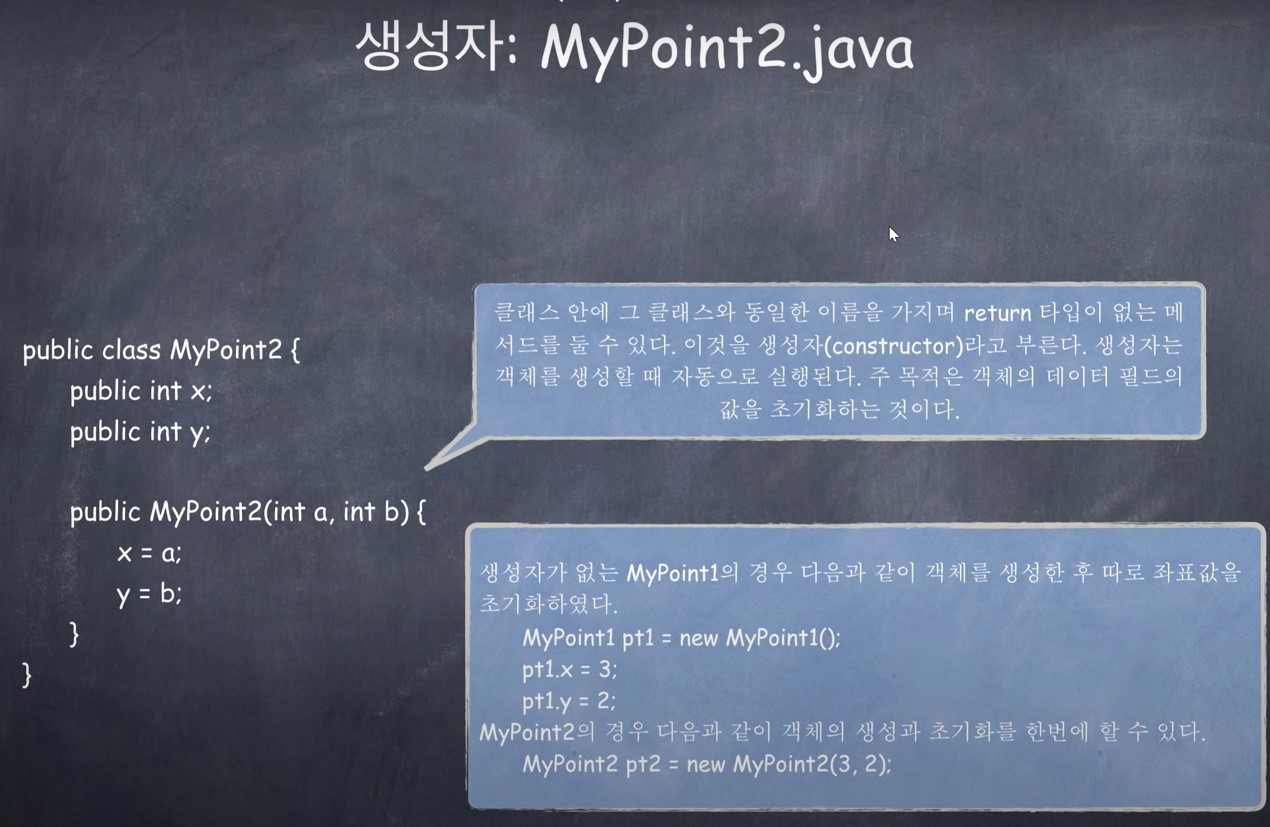 생성자: MyPoint2.java
public class MyPoint2 {
public int x;
public int y;
public MyPoint2(int a, int b) {
x = a;
y = b;
}
}
클래스 안에 그 클래스와 동일한 이름을 가지며 return 타입이 없는 메
서드를 둘 수 있다. 이것을 생성자(constructor)라고 부른다. 생성자는
객체를 생성할 때 자동으로 실행된다. 주 목적은 객체의 데이터 필드의
값을 초기화하는 것이다.
생성자가 없는 MyPoint1의 경우 다음과 같이 객체를 생성한 후 따로 좌표값을
초기화하였다.
MyPoint1 pt1 = new MyPoint1();
pt1.x = 3;
pt1.y = 2;
MyPoint2의 경우 다음과 같이 객체의 생성과 초기화를 한번에 할 수 있다.
MyPoint2 pt2 = new MyPoint2(3, 2);